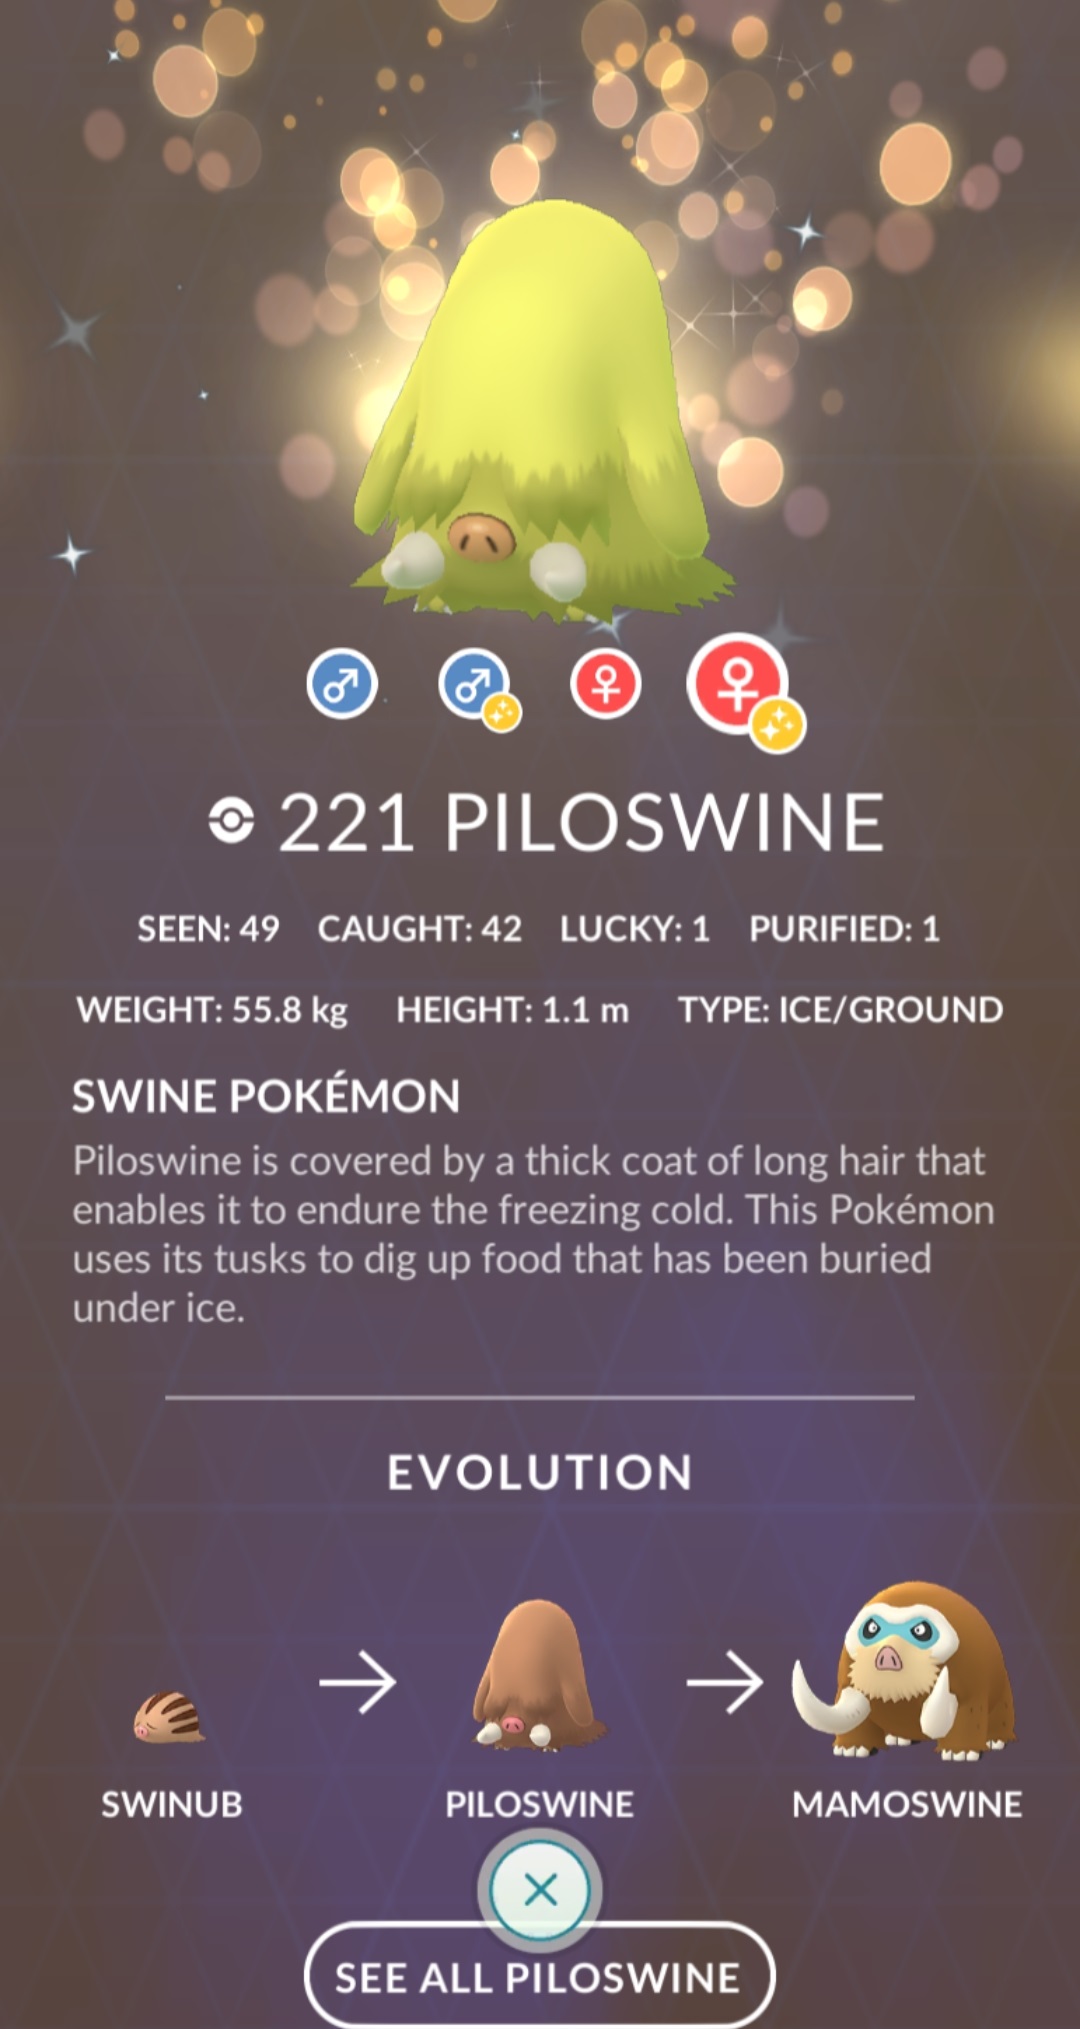 221 PILOSWINE
SEEN: 49 CAUGHT: 42 LUCKY: 1 PURIFIED: 1
WEIGHT: 55.8 kg HEIGHT: 1.1 m TYPE: ICE/GROUND
SWINE POKÉMON
Piloswine is covered by a thick coat of long hair that
enables it to endure the freezing cold. This Pokémon
uses its tusks to dig up food that has been buried
under ice.
EVOLUTION
SWINUB PILOSWINE MAMOSWINE
SEE ALL PILOSWINE